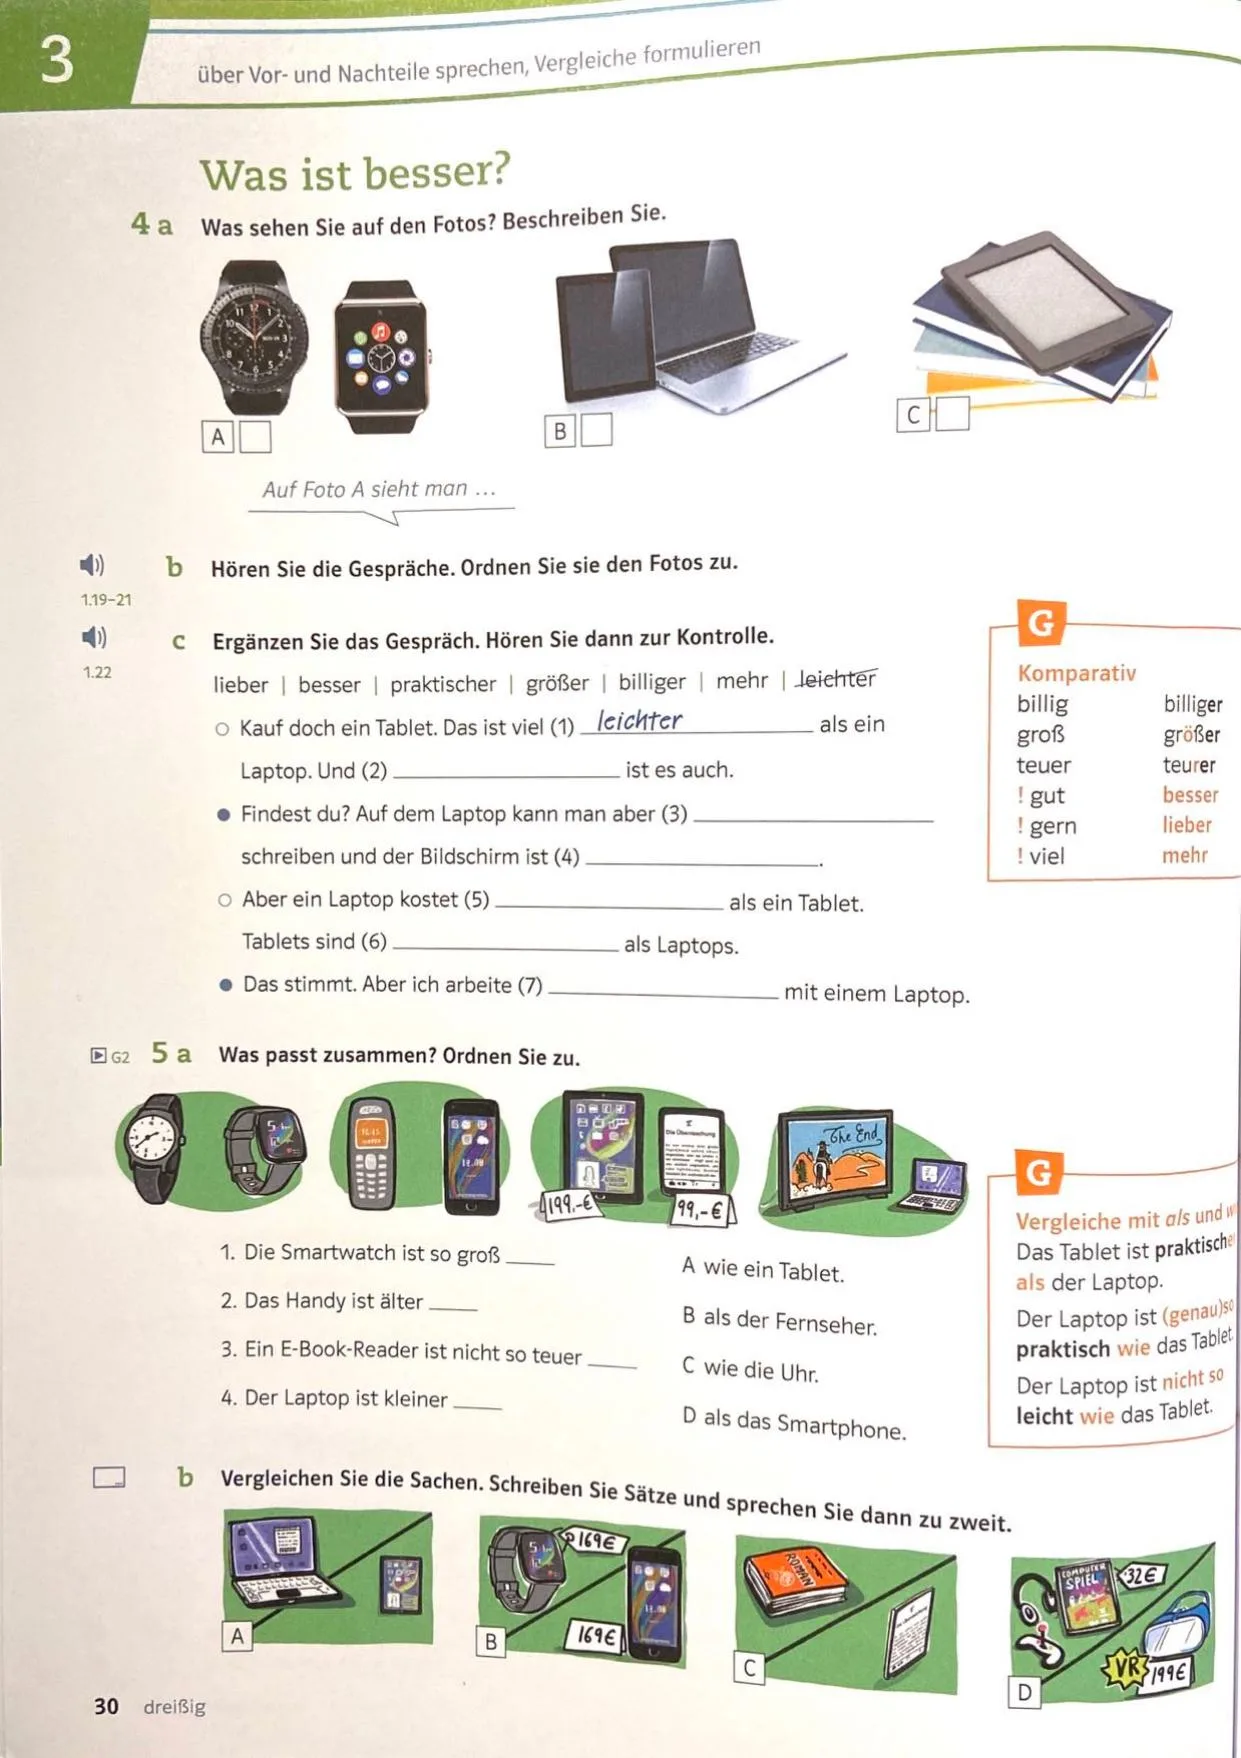 3
über Vor- und Nachteile sprechen, Vergleiche formulieren
Was ist besser?
4 a Was sehen Sie auf den Fotos? Beschreiben Sie.
A
B
C
Auf Foto A sieht man ...
1.19–21
b Hören Sie die Gespräche. Ordnen Sie sie den Fotos zu.
1.22
c Ergänzen Sie das Gespräch. Hören Sie dann zur Kontrolle.
lieber | besser | praktischer | größer | billiger | mehr | leichter
Kauf doch ein Tablet. Das ist viel (1) leichter als ein
Laptop. Und (2) ist es auch.
Findest du? Auf dem Laptop kann man aber (3)
schreiben und der Bildschirm ist (4) .
Aber ein Laptop kostet (5) als ein Tablet.
Tablets sind (6) als Laptops.
Das stimmt. Aber ich arbeite (7) mit einem Laptop.
G
Komparativ
billig billiger
groß größer
teuer teurer
! gut besser
! gern lieber
! viel mehr
G2 5 a Was passt zusammen? Ordnen Sie zu.
Die Überraschung
The End
199,-€
99,-€
1. Die Smartwatch ist so groß
2. Das Handy ist älter
3. Ein E-Book-Reader ist nicht so teuer
4. Der Laptop ist kleiner
A wie ein Tablet.
B als der Fernseher.
C wie die Uhr.
D als das Smartphone.
G
Vergleiche mit als und w
Das Tablet ist praktische
als der Laptop.
Der Laptop ist (genau)so
praktisch wie das Tablet
Der Laptop ist nicht so
leicht wie das Tablet.
b Vergleichen Sie die Sachen. Schreiben Sie Sätze und sprechen Sie dann zu zweit.
A
169€
169€
B
ROMAN
C
COMPUTER
SPIEL
32€
VR
199€
D
30 dreißig